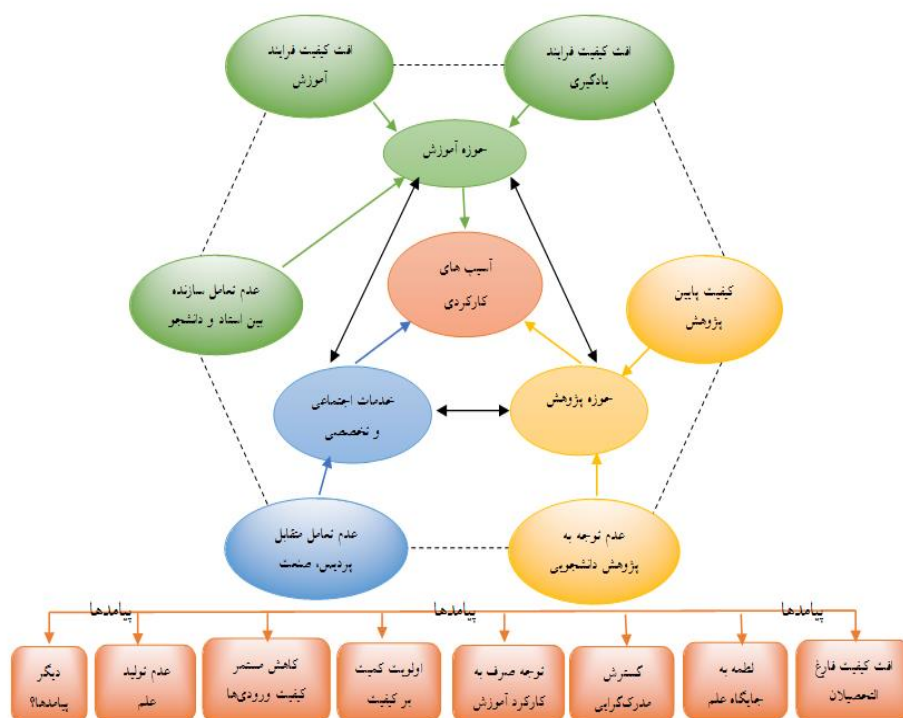 افت کیفیت فرایند
یادگیری
افت کیفیت فرایند
آموزش
حوزه آموزش
آسیب های
کارکردی
کیفیت پایین
پژوهش
عدم تعامل سازنده
بین استاد و دانشجو
حوزه پژوهش
خدمات اجتماعی
و تخصصی
عدم توجه به
پژوهش دانشجویی
عدم تعامل متقابل
پردیس، صنعت
پیامدها
پیامدها
پیامدها
افت کیفیت فارغ
التحصیلان
لطمه به
جایگاه علم
گسترش
مدرک‌گرایی
توجه صرف به
کارکرد آموزش
اولویت کمیت
بر کیفیت
کاهش مستمر
کیفیت ورودی‌ها
عدم تولید
علم
دیگر
پیامدها؟